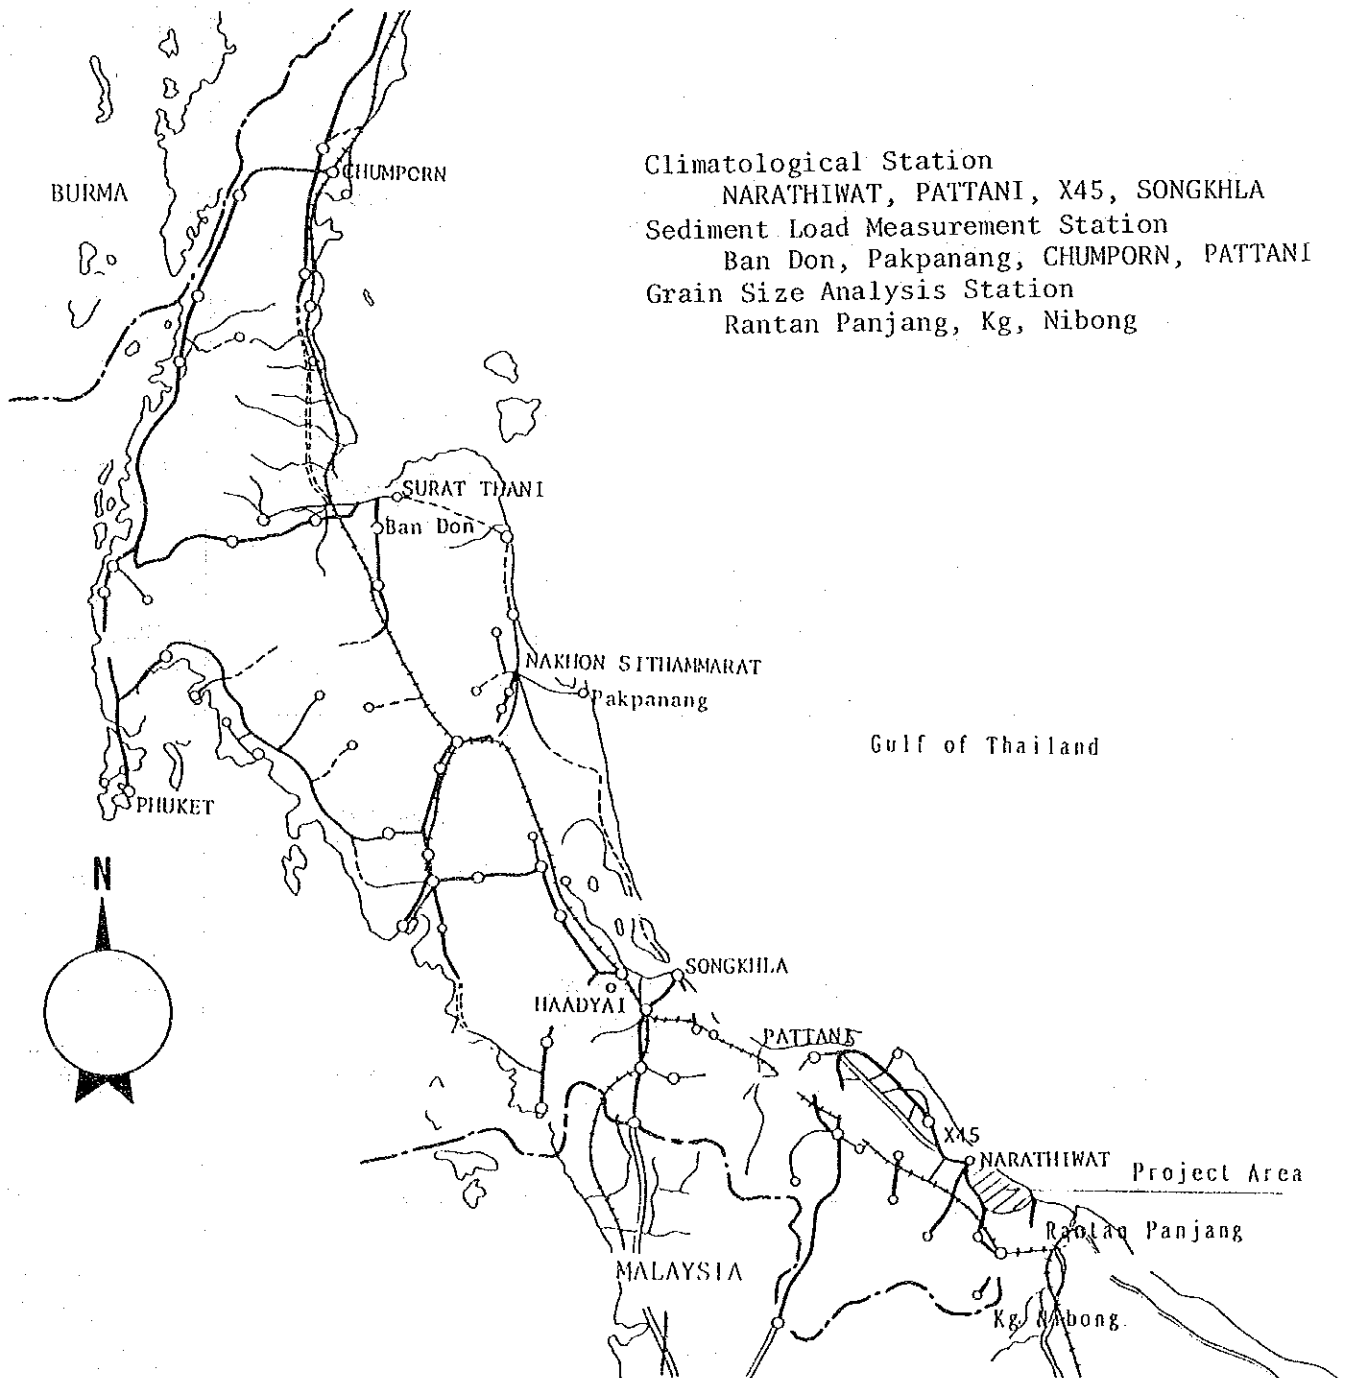 Climatological Station
NARATHIWAT, PATTANI, X45, SONGKHLA
Sediment Load Measurement Station
Ban Don, Pakpanang, CHUMPORN, PATTANI
Grain Size Analysis Station
Rantan Panjang, Kg, Nibong
CHUMPORN
BURMA
SURAT THANI
Ban Don
NAKHON SITHAMMARAT
Pakpanang
Gulf of Thailand
PHUKET
N
SONGKHLA
HAADYAI
PATTANI
X45
NARATHIWAT
Project Area
Rantan Panjang
MALAYSIA
Kg Nibong